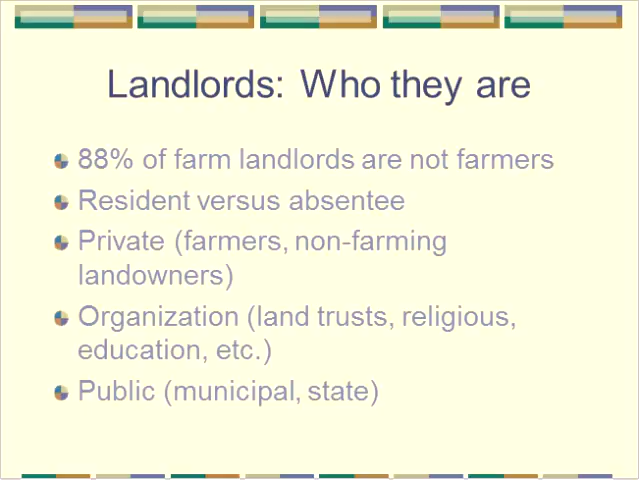 Landlords: Who they are
88% of farm landlords are not farmers
Resident versus absentee
Private (farmers, non-farming
landowners)
Organization (land trusts, religious,
education, etc.)
Public (municipal, state)